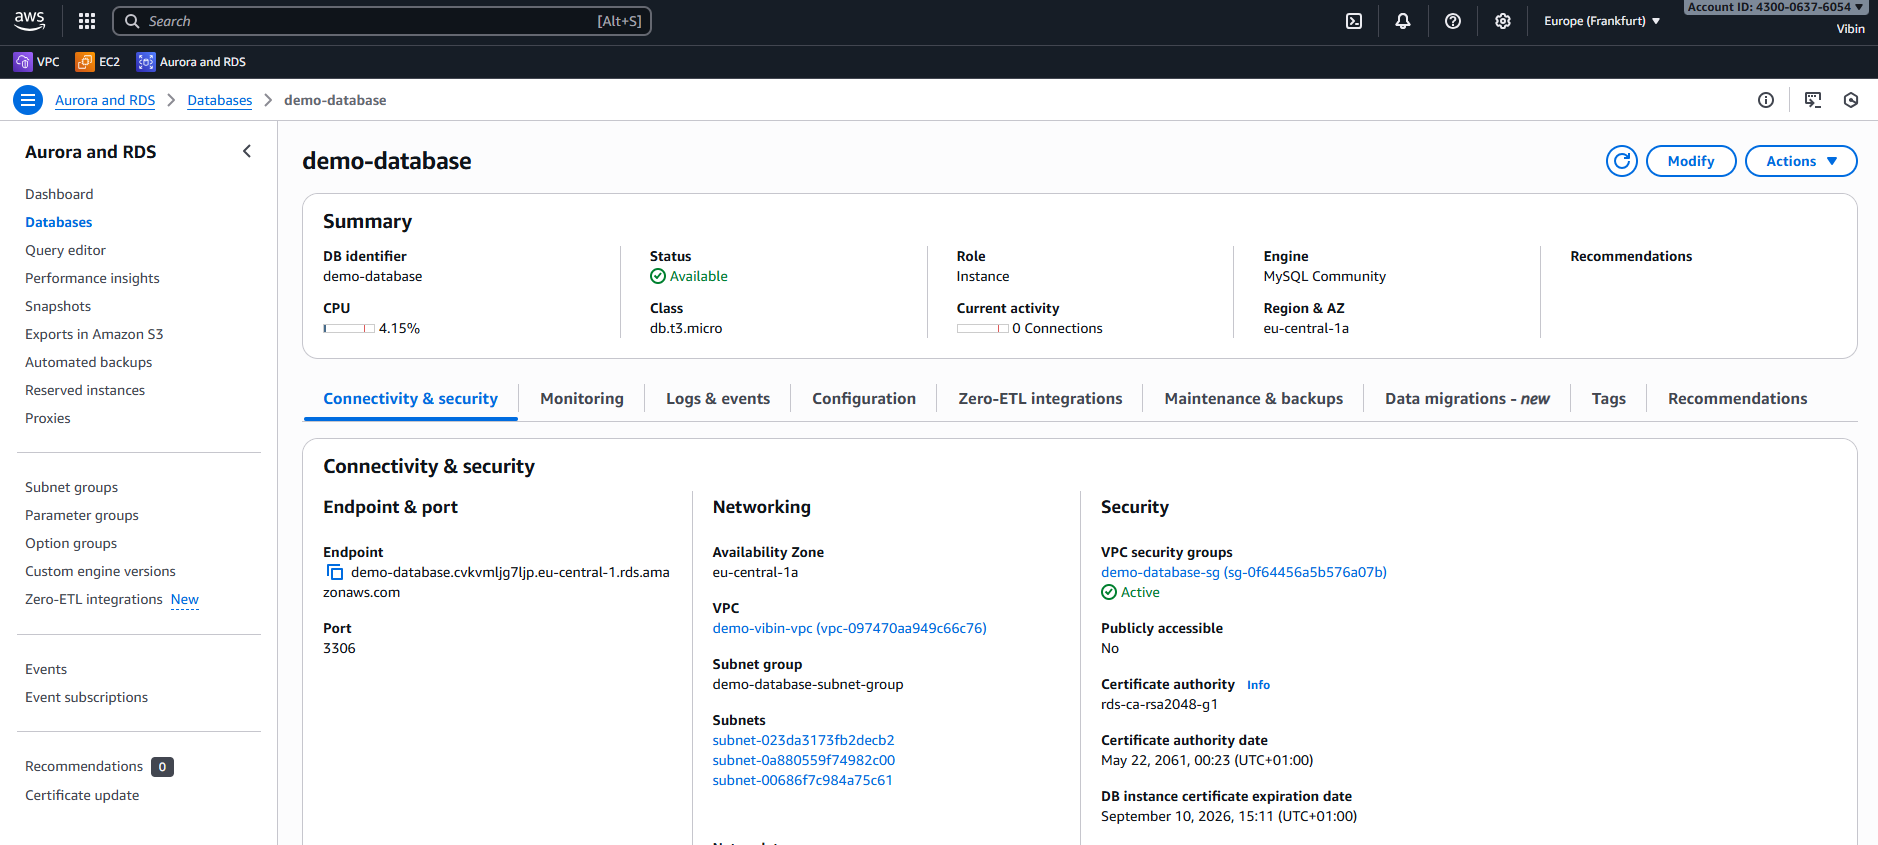 aws
Search
[Alt+S]
Europe (Frankfurt)
Account ID: 4300-0637-6054
Vibin
VPC
EC2
Aurora and RDS
Aurora and RDS
Databases
demo-database
Aurora and RDS
Dashboard
Databases
Query editor
Performance insights
Snapshots
Exports in Amazon S3
Automated backups
Reserved instances
Proxies
Subnet groups
Parameter groups
Option groups
Custom engine versions
Zero-ETL integrations New
Events
Event subscriptions
Recommendations 0
Certificate update
demo-database
Modify
Actions
Summary
DB identifier
demo-database
CPU
4.15%
Status
Available
Class
db.t3.micro
Role
Instance
Current activity
0 Connections
Engine
MySQL Community
Region & AZ
eu-central-1a
Recommendations
Connectivity & security
Monitoring
Logs & events
Configuration
Zero-ETL integrations
Maintenance & backups
Data migrations - new
Tags
Recommendations
Connectivity & security
Endpoint & port
Endpoint
demo-database.cvkvmljg7ljp.eu-central-1.rds.ama
zonaws.com
Port
3306
Networking
Availability Zone
eu-central-1a
VPC
demo-vibin-vpc (vpc-097470aa949c66c76)
Subnet group
demo-database-subnet-group
Subnets
subnet-023da3173fb2decb2
subnet-0a880559f74982c00
subnet-00686f7c984a75c61
Security
VPC security groups
demo-database-sg (sg-0f64456a5b576a07b)
Active
Publicly accessible
No
Certificate authority Info
rds-ca-rsa2048-g1
Certificate authority date
May 22, 2061, 00:23 (UTC+01:00)
DB instance certificate expiration date
September 10, 2026, 15:11 (UTC+01:00)